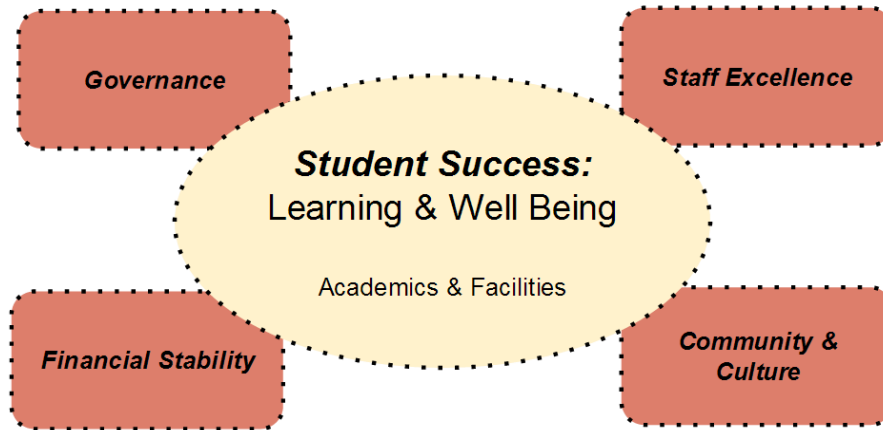 Governance
Staff Excellence
Student Success:
Learning & Well Being
Academics & Facilities
Financial Stability
Community &
Culture